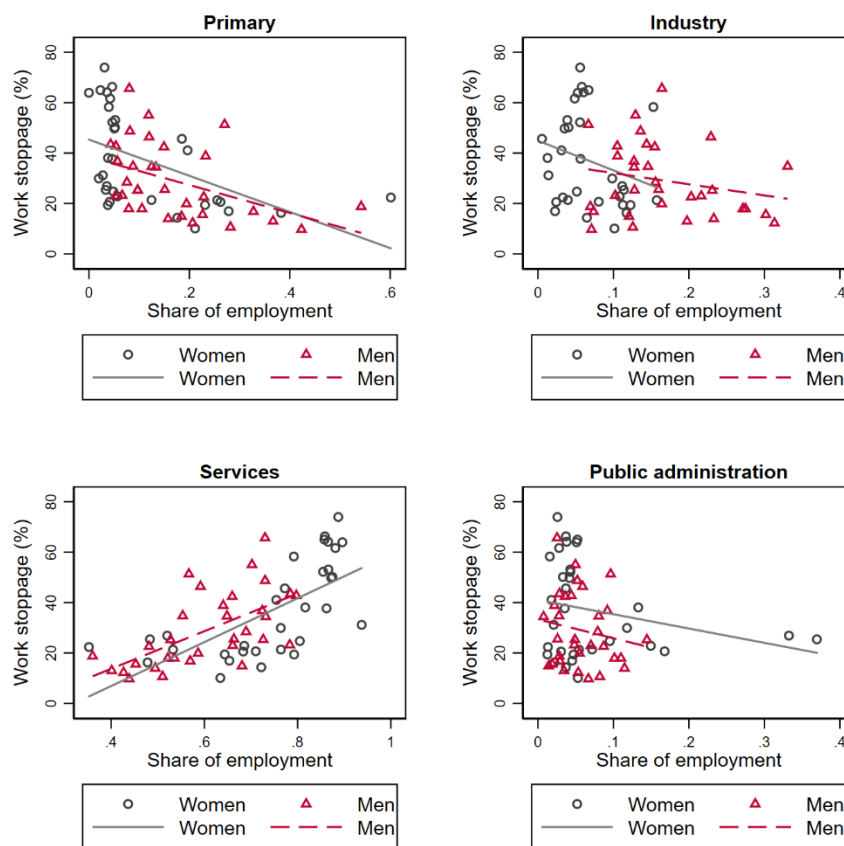 Primary
Work stoppage (%)
80
60
40
20
0
0 .2 .4 .6
Share of employment
Women Men
Women Men
Industry
Work stoppage (%)
80
60
40
20
0
0 .1 .2 .3 .4
Share of employment
Women Men
Women Men
Services
Work stoppage (%)
80
60
40
20
0
.4 .6 .8 1
Share of employment
Women Men
Women Men
Public administration
Work stoppage (%)
80
60
40
20
0
0 .1 .2 .3 .4
Share of employment
Women Men
Women Men